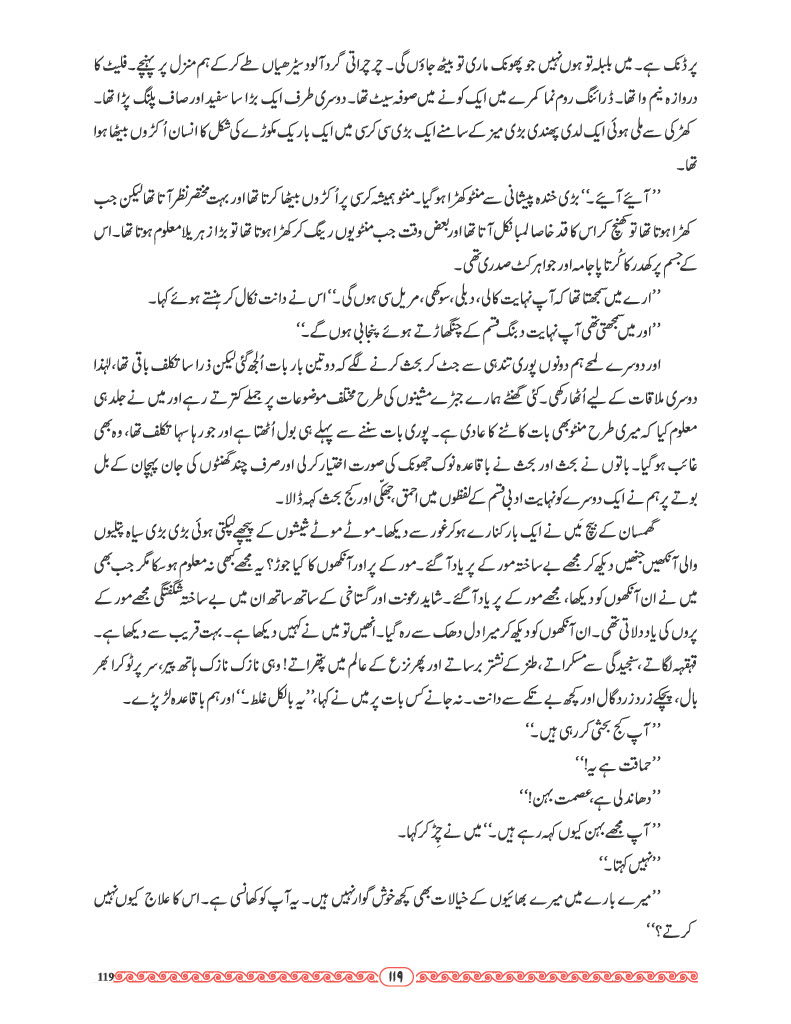 پر ڈنک ہے۔ میں بلبلہ تو ہوں نہیں جو پھونک ماری تو بیٹھ جاؤں گی۔ چرچراتی گرد آلود سیڑھیاں طے کر کے ہم منزل پر پہنچے۔ فلیٹ کا
دروازہ نیم وا تھا۔ ڈرائنگ روم نما کمرے میں ایک کونے میں صوفہ سیٹ تھا۔ دوسری طرف ایک بڑا سا سفید اور صاف پلنگ پڑا تھا۔
کھڑکی سے ملی ہوئی ایک لدی پھندی بڑی میز کے سامنے ایک بڑی سی کرسی میں ایک باریک مکوڑے کی شکل کا انسان اُکڑوں بیٹھا ہوا
تھا۔
’’آیئے آیئے۔‘‘ بڑی خندہ پیشانی سے منٹو کھڑا ہو گیا۔ منٹو ہمیشہ کرسی پر اُکڑوں بیٹھا کرتا تھا اور بہت مختصر نظر آتا تھا لیکن جب
کھڑا ہوتا تھا تو کھنچ کر اس کا قد خاصا لمبا نکل آتا تھا اور بعض وقت جب منٹو یوں رینگ کر کھڑا ہوتا تھا تو بڑا زہریلا معلوم ہوتا تھا۔ اس
کے جسم پر کھدر کا کُرتا پاجامہ اور جواہر کٹ صدری تھی۔
’’ارے میں سمجھتا تھا کہ آپ نہایت کالی، دبلی، سوکھی، مریل سی ہوں گی۔‘‘ اس نے دانت نکال کر ہنستے ہوئے کہا۔
’’اور میں سمجھتی تھی آپ نہایت دبنگ قسم کے چنگھاڑتے ہوئے پنجابی ہوں گے۔‘‘
اور دوسرے لمحے ہم دونوں پوری تندہی سے جٹ کر بحث کرنے لگے کہ دو تین بار بات اُلجھ گئی لیکن ذرا سا تکلف باقی تھا، لہٰذا
دوسری ملاقات کے لیے اُٹھا رکھی۔ کئی گھنٹے ہمارے جبڑے مشینوں کی طرح مختلف موضوعات پر جملے کترتے رہے اور میں نے جلد ہی
معلوم کیا کہ میری طرح منٹو بھی بات کاٹنے کا عادی ہے۔ پوری بات سننے سے پہلے ہی بول اُٹھتا ہے اور جو رہا سہا تکلف تھا، وہ بھی
غائب ہو گیا۔ باتوں نے بحث اور بحث نے باقاعدہ نوک جھونک کی صورت اختیار کر لی اور صرف چند گھنٹوں کی جان پہچان کے بل
بوتے پر ہم نے ایک دوسرے کو نہایت ادبی قسم کے لفظوں میں احمق، جھکّی اور کج بحث کہہ ڈالا۔
گھمسان کے بیچ مَیں نے ایک بار کنارے ہو کر غور سے دیکھا۔ موٹے موٹے شیشوں کے پیچھے لپکتی ہوئی بڑی بڑی سیاہ پتلیوں
والی آنکھیں جنھیں دیکھ کر مجھے بے ساختہ مور کے پر یاد آگئے۔ مور کے پر اور آنکھوں کا کیا جوڑ؟ یہ مجھے کبھی نہ معلوم ہوسکا مگر جب بھی
میں نے ان آنکھوں کو دیکھا، مجھے مور کے پر یاد آگئے۔ شاید رعونت اور گستاخی کے ساتھ ساتھ ان میں بے ساختہ شگفتگی مجھے مور کے
پروں کی یاد دلاتی تھی۔ ان آنکھوں کو دیکھ کر میرا دل دھک سے رہ گیا۔ انھیں تو میں نے کہیں دیکھا ہے۔ بہت قریب سے دیکھا ہے۔
قہقہہ لگاتے، سنجیدگی سے مسکراتے، طنز کے نشتر برساتے اور پھر نزع کے عالم میں پتھراتے! وہی نازک نازک ہاتھ پیر، سر پر ٹوکرا بھر
بال، پچکے زرد زرد گال اور کچھ بے تکے سے دانت۔ نہ جانے کس بات پر میں نے کہا، ’’یہ بالکل غلط۔‘‘ اور ہم باقاعدہ لڑ پڑے۔
’’آپ کج بحثی کر رہی ہیں۔‘‘
’’حماقت ہے یہ!‘‘
’’دھاندلی ہے، عصمت بہن!‘‘
’’آپ مجھے بہن کیوں کہہ رہے ہیں۔‘‘ میں نے چِڑ کر کہا۔
’’نہیں کہتا۔‘‘
’’میرے بارے میں میرے بھائیوں کے خیالات بھی کچھ خوش گوار نہیں ہیں۔ یہ آپ کو کھانسی ہے۔ اس کا علاج کیوں نہیں
کرتے؟‘‘
۱۱۹
119